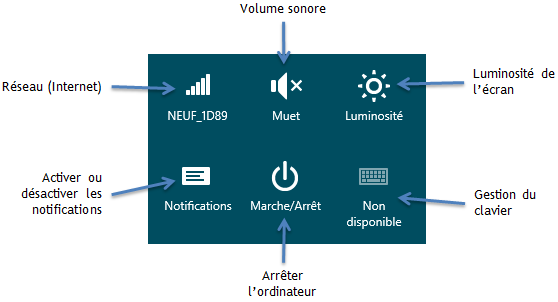 Volume sonore
Réseau (Internet)
Luminosité de
l'écran
NEUF_1D89
Muet
Luminosité
Activer ou
désactiver les
notifications
Notifications
Marche/Arrêt
Non
disponible
Gestion du
clavier
Arrêter
l'ordinateur